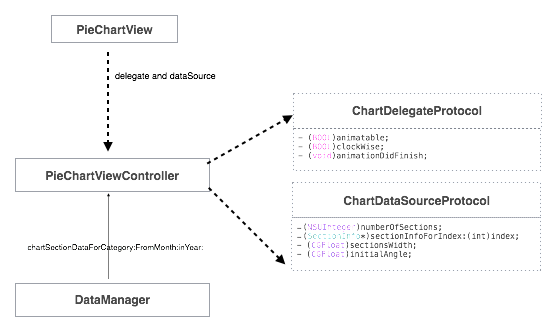 PieChartView
delegate and dataSource
ChartDelegateProtocol
- (BOOL)animatable;
- (BOOL)clockWise;
- (void)animationDidFinish;
PieChartViewController
ChartDataSourceProtocol
-(NSUInteger)numberOfSections;
-(SectionInfo*)sectionInfoForIndex:(int)index;
- (CGFloat)sectionsWidth;
- (CGFloat)initialAngle;
chartSectionDataForCategory:FromMonth:inYear:
DataManager